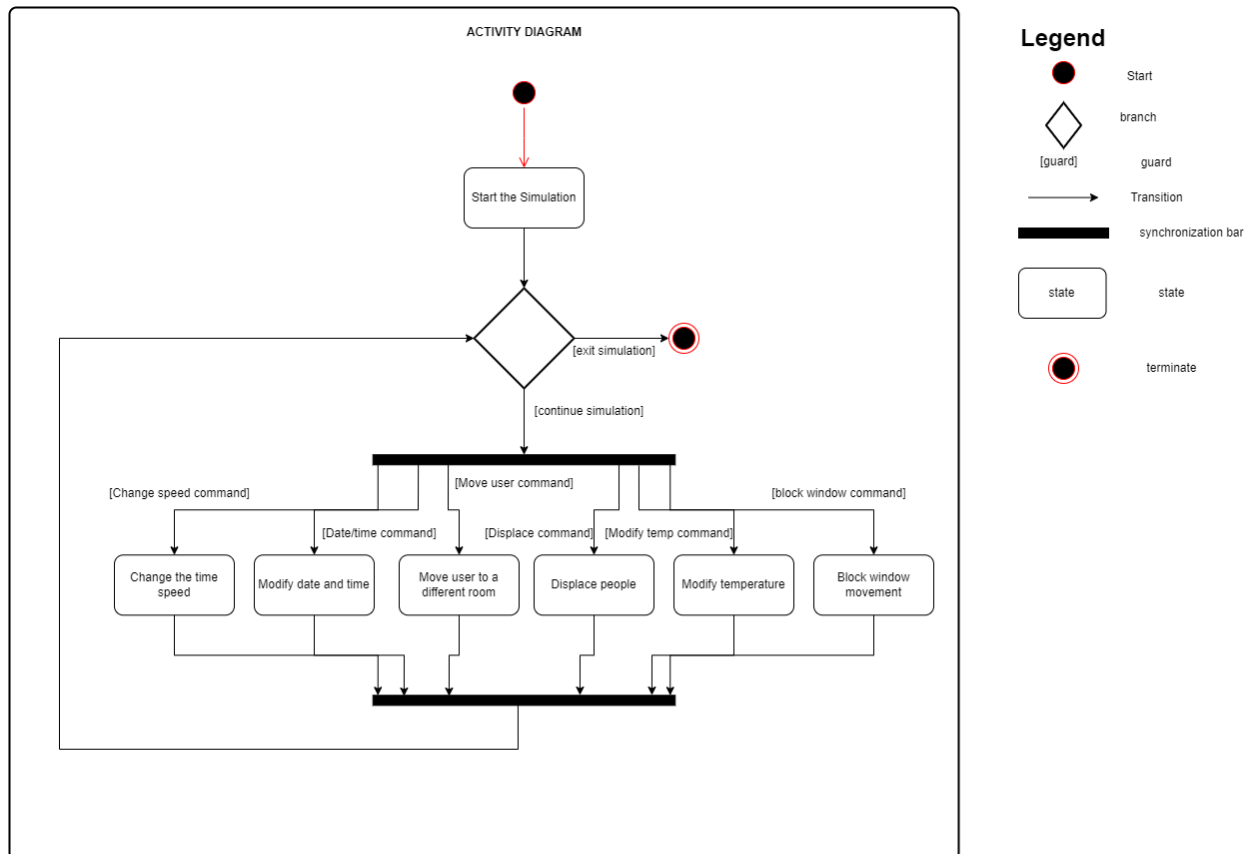 ACTIVITY DIAGRAM
Start the Simulation
[exit simulation]
[continue simulation]
[Change speed command]
[Move user command]
[block window command]
[Date/time command]
[Displace command]
[Modify temp command]
Change the time
speed
Modify date and time
Move user to a
different room
Displace people
Modify temperature
Block window
movement
Legend
Start
branch
[guard]
guard
Transition
synchronization bar
state
state
terminate